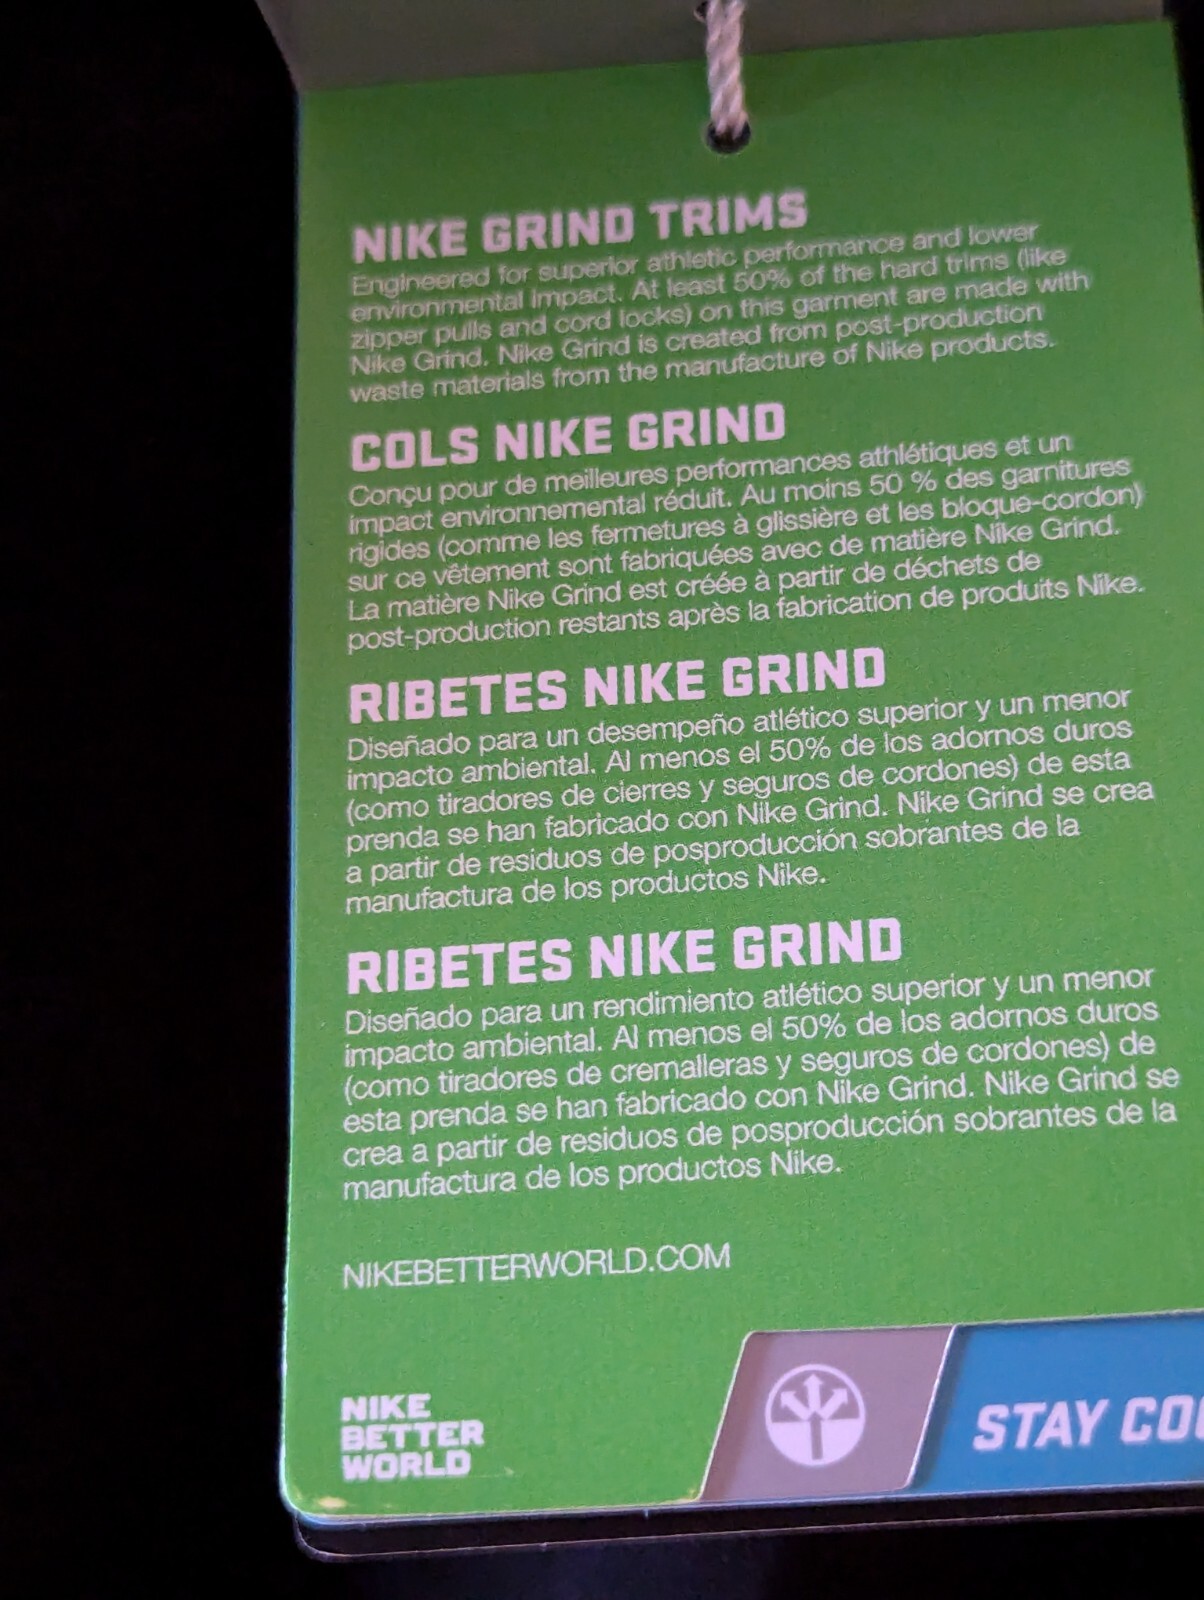 NIKE GRIND TRIMS
Engineered for superior athletic performance and lower
environmental impact. At least 50% of the hard trims (like
zipper pulls and cord locks) on this garment are made with
Nike Grind. Nike Grind is created from post-production
waste materials from the manufacture of Nike products.
COLS NIKE GRIND
Conçu pour de meilleures performances athlétiques et un
impact environnemental réduit. Au moins 50 % des garnitures
rigides (comme les fermetures à glissière et les bloque-cordon)
sur ce vêtement sont fabriquées avec de matière Nike Grind.
La matière Nike Grind est créée à partir de déchets de
post-production restants après la fabrication de produits Nike.
RIBETES NIKE GRIND
Diseñado para un desempeño atlético superior y un menor
impacto ambiental. Al menos el 50% de los adornos duros
(como tiradores de cierres y seguros de cordones) de esta
prenda se han fabricado con Nike Grind. Nike Grind se crea
a partir de residuos de posproducción sobrantes de la
manufactura de los productos Nike.
RIBETES NIKE GRIND
Diseñado para un rendimiento atlético superior y un menor
impacto ambiental. Al menos el 50% de los adornos duros
(como tiradores de cremalleras y seguros de cordones) de
esta prenda se han fabricado con Nike Grind. Nike Grind se
crea a partir de residuos de posproducción sobrantes de la
manufactura de los productos Nike.
NIKEBETTERWORLD.COM
NIKE
BETTER
WORLD
STAY